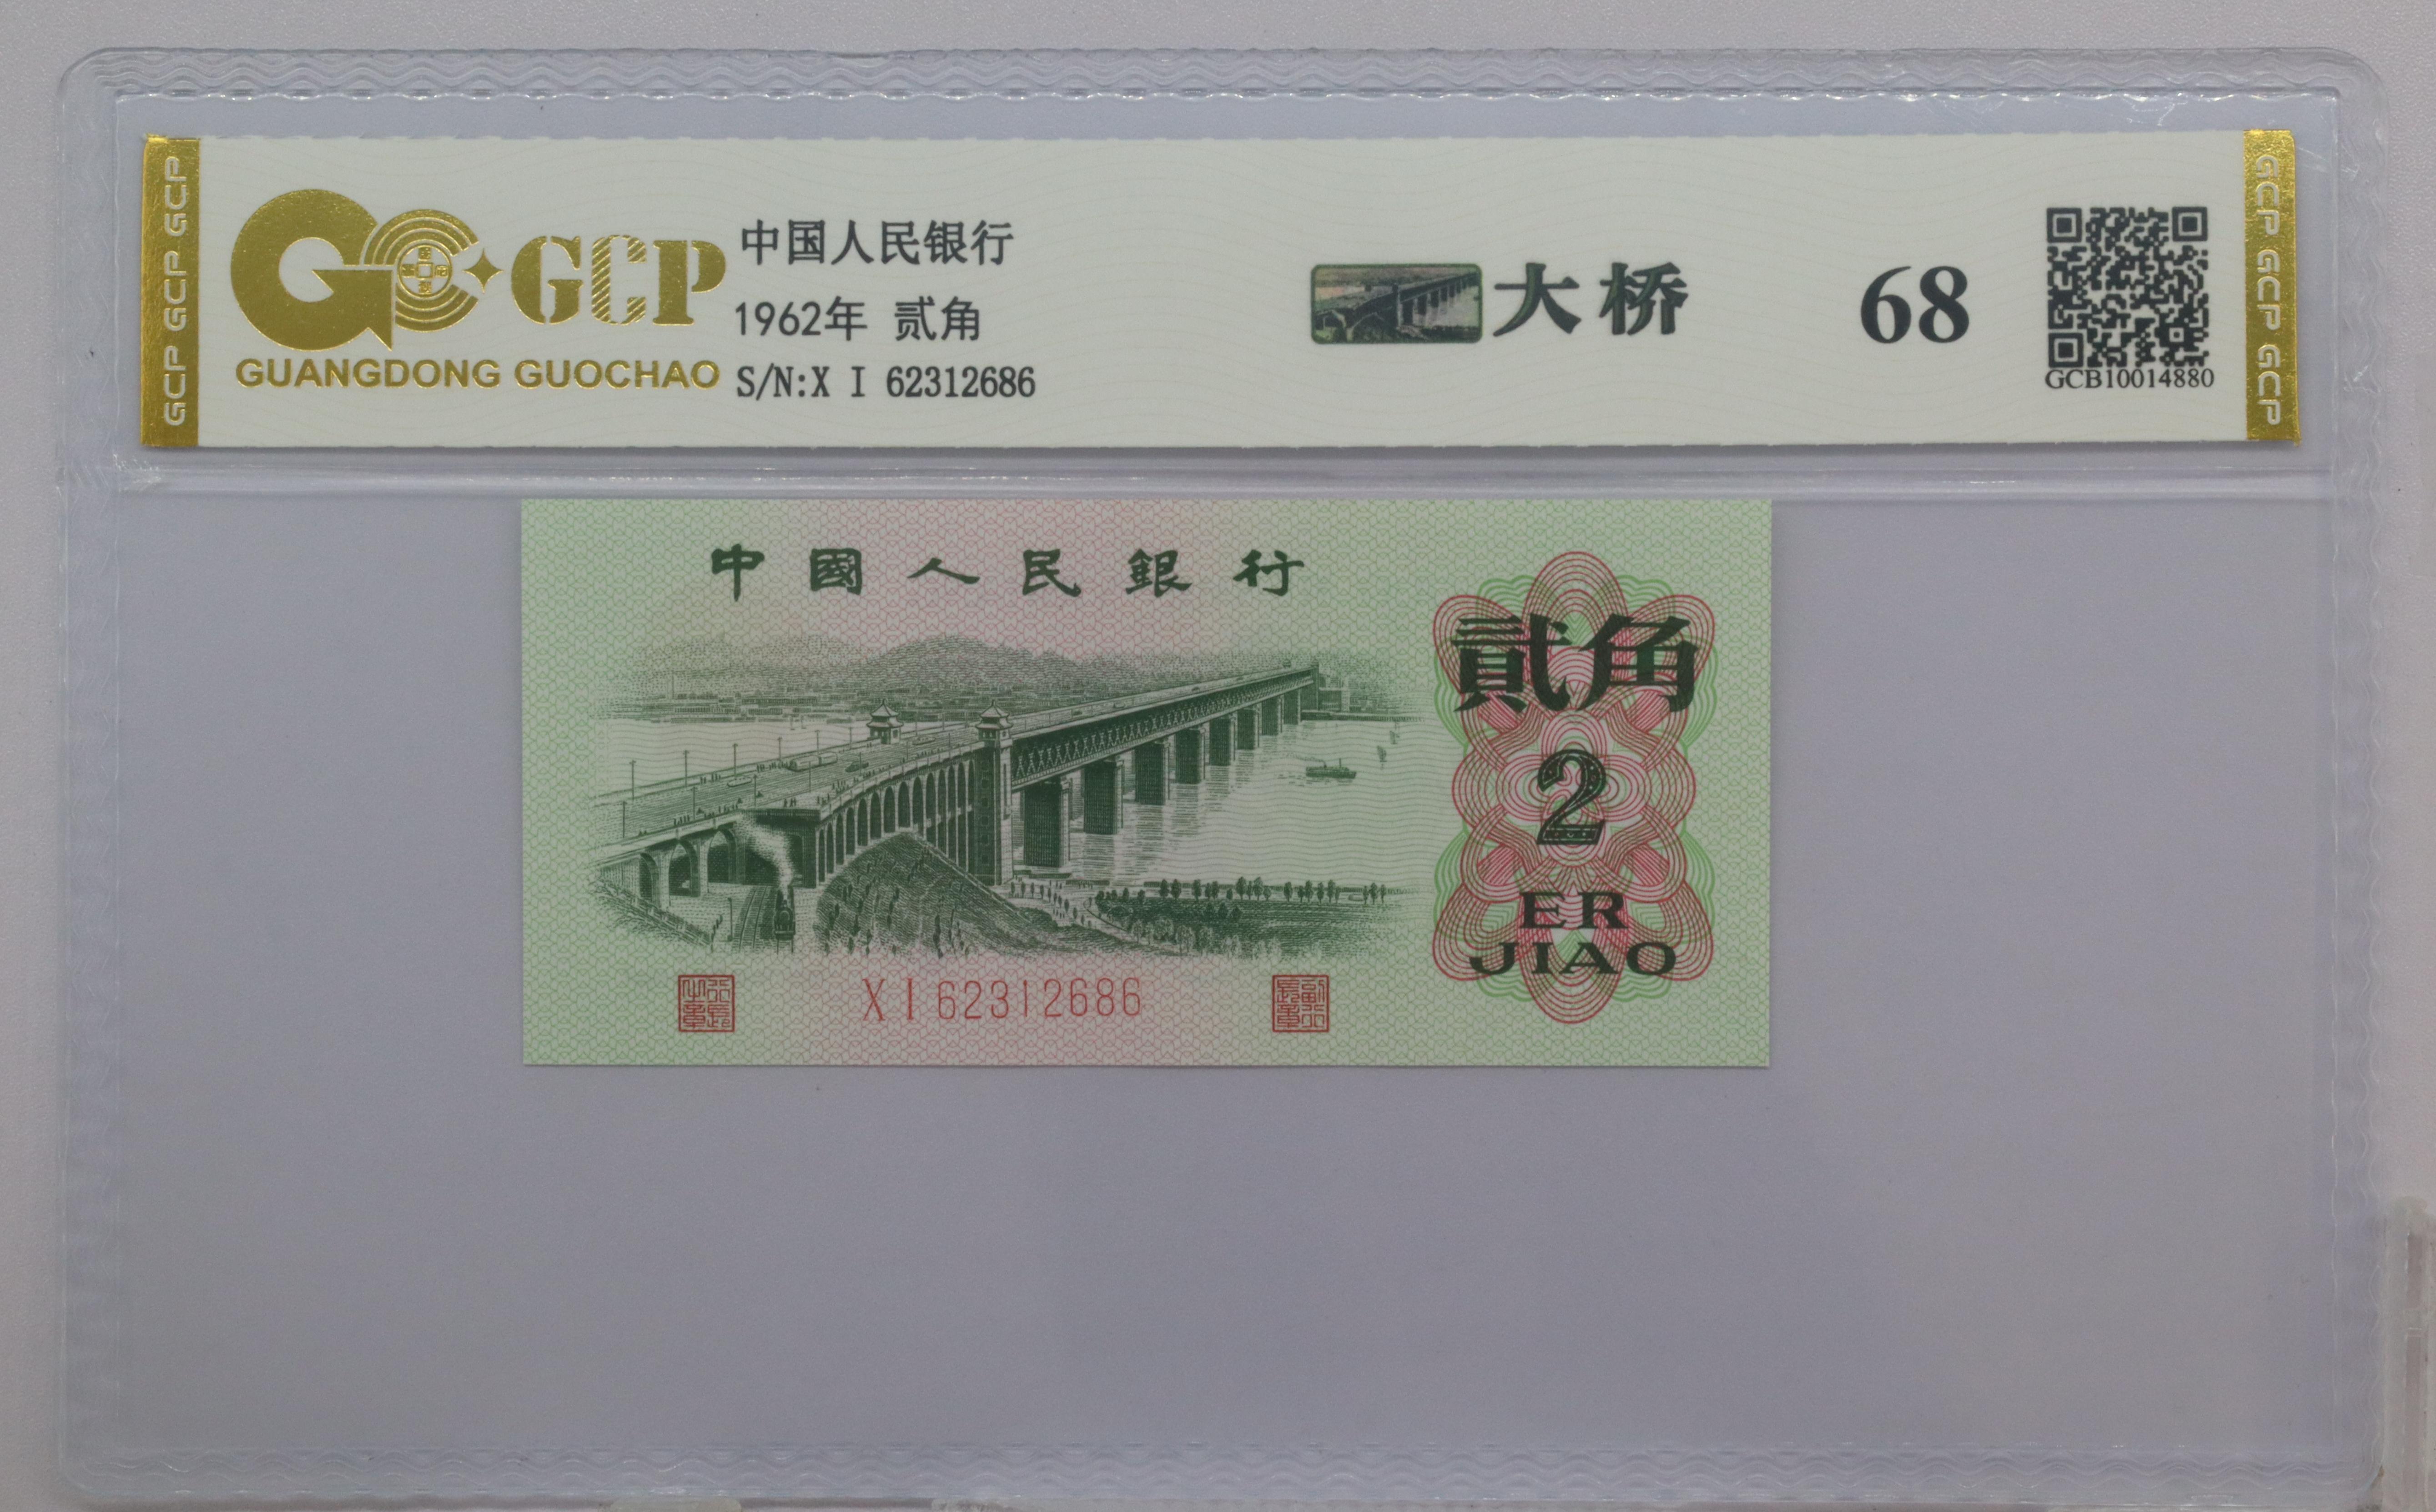 GCP GCP GCP
GCP
GUANGDONG GUOCHAO
中国人民银行
1962年 贰角
S/N:X I 62312686
大桥
68
GCB10014880
GCP GCP GCP
中國人民銀行
貳角
2
ER
JIAO
X I 62312686